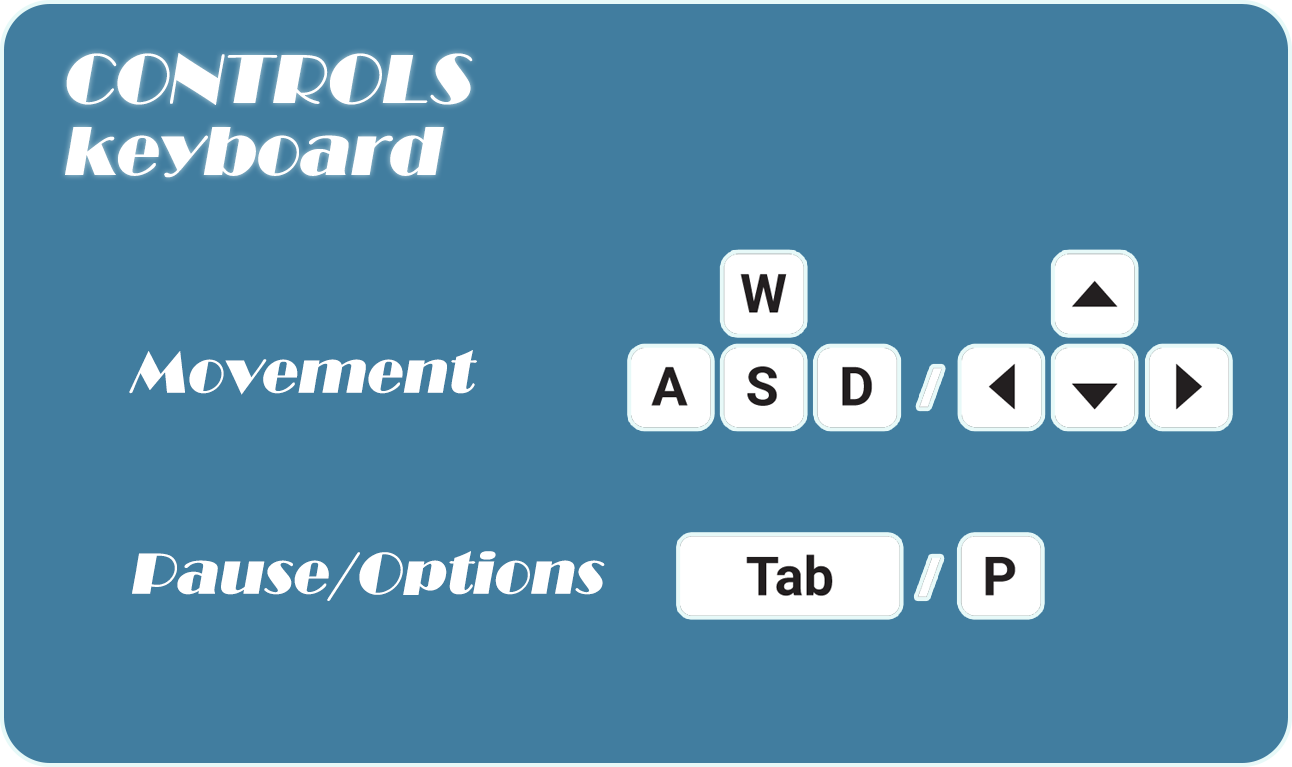 CONTROLS
keyboard
W
Movement A S D /
Pause/Options Tab / P